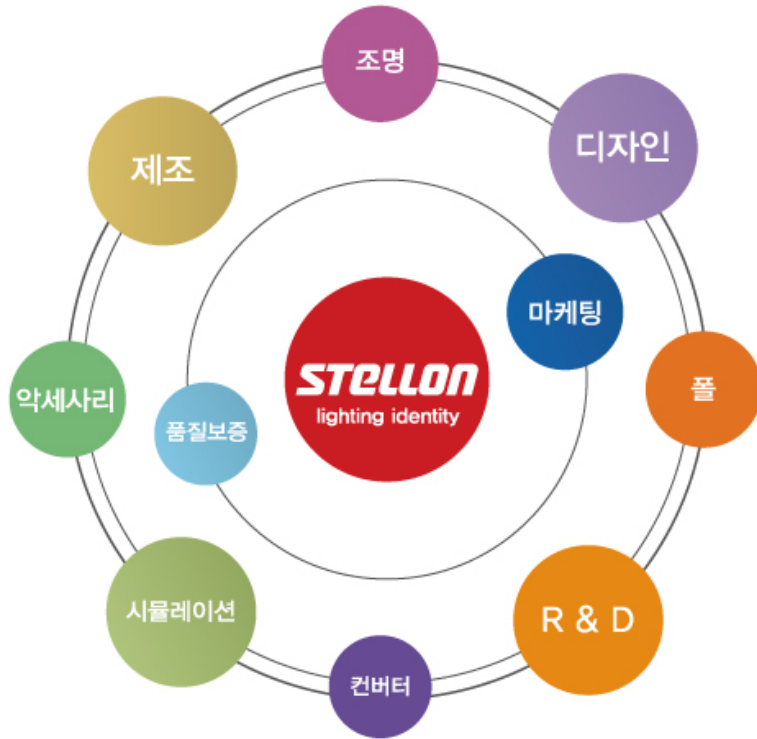 조명
제조
디자인
마케팅
STELLON
lighting identity
폴
악세사리
품질보증
시뮬레이션
R & D
컨버터